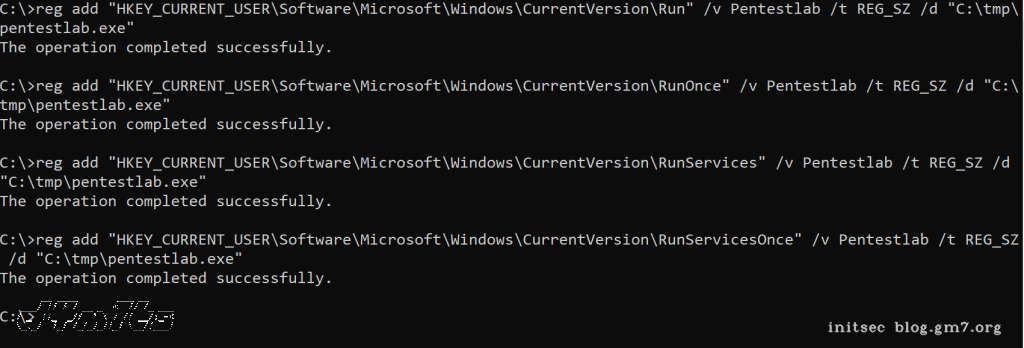 C:\>reg add "HKEY_CURRENT_USER\Software\Microsoft\Windows\CurrentVersion\Run" /v Pentestlab /t REG_SZ /d "C:\tmp\
pentestlab.exe"
The operation completed successfully.
C:\>reg add "HKEY_CURRENT_USER\Software\Microsoft\Windows\CurrentVersion\RunOnce" /v Pentestlab /t REG_SZ /d "C:\
tmp\pentestlab.exe"
The operation completed successfully.
C:\>reg add "HKEY_CURRENT_USER\Software\Microsoft\Windows\CurrentVersion\RunServices" /v Pentestlab /t REG_SZ /d
"C:\tmp\pentestlab.exe"
The operation completed successfully.
C:\>reg add "HKEY_CURRENT_USER\Software\Microsoft\Windows\CurrentVersion\RunServicesOnce" /v Pentestlab /t REG_SZ
/d "C:\tmp\pentestlab.exe"
The operation completed successfully.
C:\>
initsec blog.gm7.org